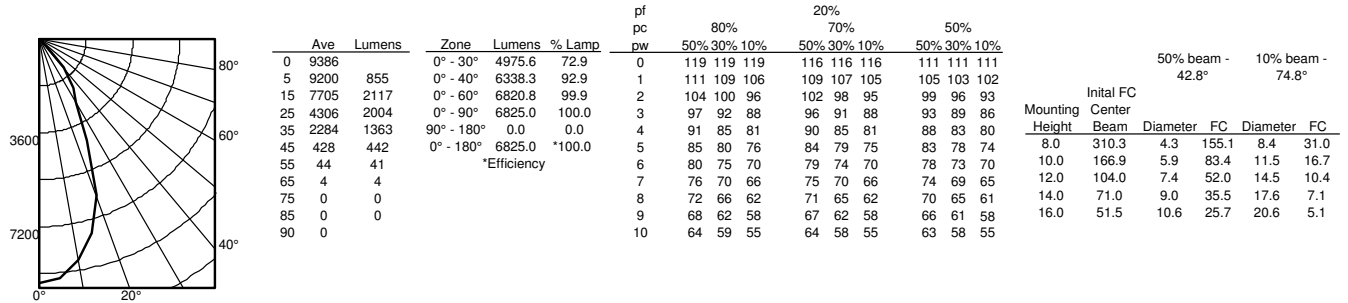 80°
60°
40°
3600
7200
0° 20°
Ave Lumens
0 9386
5 9200 855
15 7705 2117
25 4306 2004
35 2284 1363
45 428 442
55 44 41
65 4 4
75 0 0
85 0 0
90 0
Zone Lumens % Lamp
0° - 30° 4975.6 72.9
0° - 40° 6338.3 92.9
0° - 60° 6820.8 99.9
0° - 90° 6825.0 100.0
90° - 180° 0.0 0.0
0° - 180° 6825.0 *100.0
*Efficiency
pf 20%
pc 80% 70% 50%
pw 50% 30% 10% 50% 30% 10% 50% 30% 10%
0 119 119 119 116 116 116 111 111 111
1 111 109 106 109 107 105 105 103 102
2 104 100 96 102 98 95 99 96 93
3 97 92 88 96 91 88 93 89 86
4 91 85 81 90 85 81 88 83 80
5 85 80 76 84 79 75 83 78 74
6 80 75 70 79 74 70 78 73 70
7 76 70 66 75 70 66 74 69 65
8 72 66 62 71 65 62 70 65 61
9 68 62 58 67 62 58 66 61 58
10 64 59 55 64 58 55 63 58 55
50% beam - 10% beam -
42.8° 74.8°
Inital FC
Mounting Center
Height Beam Diameter FC Diameter FC
8.0 310.3 4.3 155.1 8.4 31.0
10.0 166.9 5.9 83.4 11.5 16.7
12.0 104.0 7.4 52.0 14.5 10.4
14.0 71.0 9.0 35.5 17.6 7.1
16.0 51.5 10.6 25.7 20.6 5.1